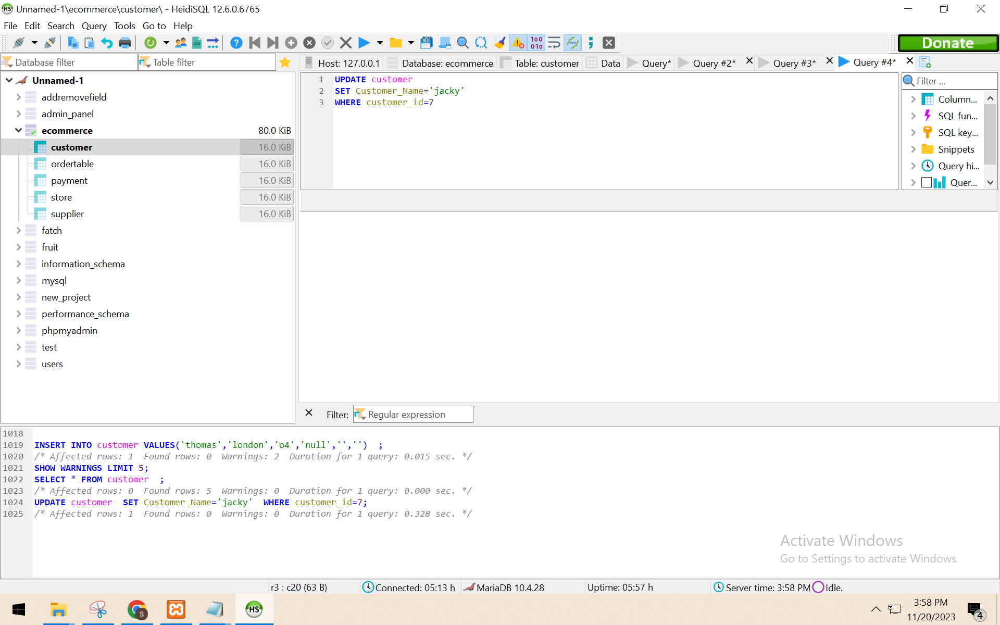 Unnamed-1\ecommerce\customer\ - HeidiSQL 12.6.0.6765
File Edit Search Query Tools Go to Help
Donate
Database filter Table filter
Host: 127.0.0.1 Database: ecommerce Table: customer Data Query* Query #2* Query #3* Query #4*
Unnamed-1
addremovefield
admin_panel
ecommerce 80.0 KiB
customer 16.0 KiB
ordertable 16.0 KiB
payment 16.0 KiB
store 16.0 KiB
supplier 16.0 KiB
fatch
fruit
information_schema
mysql
new_project
performance_schema
phpmyadmin
test
users
1 UPDATE customer
2 SET Customer_Name='jacky'
3 WHERE customer_id=7
Filter ...
Column...
SQL fun...
SQL key...
Snippets
Query hi...
Quer...
Filter: Regular expression
1018
1019 INSERT INTO customer VALUES('thomas','london','o4','null','','') ;
1020 /* Affected rows: 1 Found rows: 0 Warnings: 2 Duration for 1 query: 0.015 sec. */
1021 SHOW WARNINGS LIMIT 5;
1022 SELECT * FROM customer ;
1023 /* Affected rows: 0 Found rows: 5 Warnings: 0 Duration for 1 query: 0.000 sec. */
1024 UPDATE customer SET Customer_Name='jacky' WHERE customer_id=7;
1025 /* Affected rows: 1 Found rows: 0 Warnings: 0 Duration for 1 query: 0.328 sec. */
Activate Windows
Go to Settings to activate Windows.
r3 : c20 (63 B) Connected: 05:13 h MariaDB 10.4.28 Uptime: 05:57 h Server time: 3:58 PM Idle.
HS
S
3:58 PM
11/20/2023
4